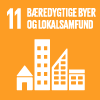 11 BÆREDYGTIGE BYER
OG LOKALSAMFUND